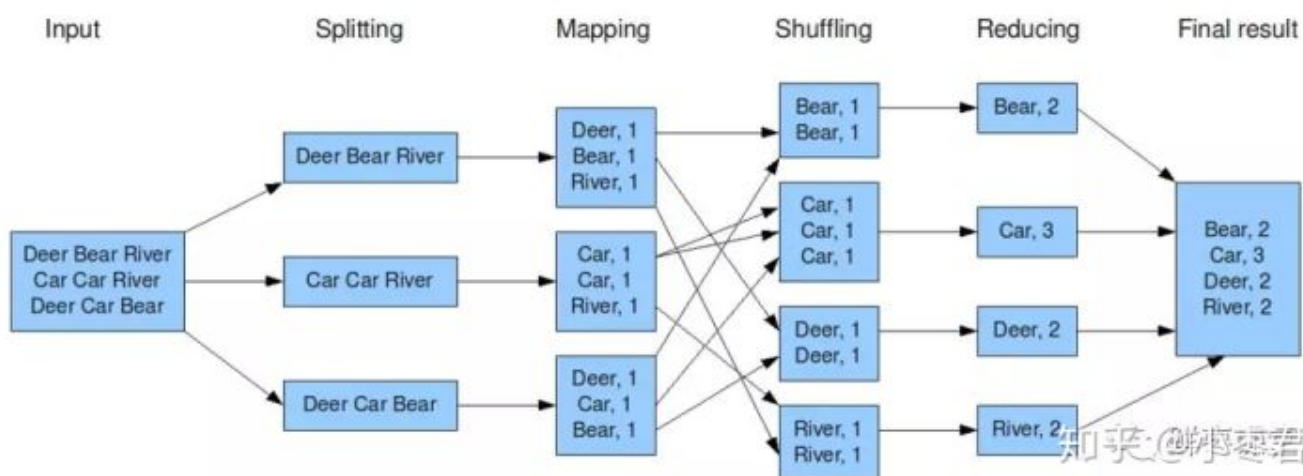 Input
Splitting
Mapping
Shuffling
Reducing
Final result
Deer Bear River
Car Car River
Deer Car Bear
Deer Bear River
Car Car River
Deer Car Bear
Deer, 1
Bear, 1
River, 1
Car, 1
Car, 1
River, 1
Deer, 1
Car, 1
Bear, 1
Bear, 1
Bear, 1
Car, 1
Car, 1
Car, 1
Deer, 1
Deer, 1
River, 1
River, 1
Bear, 2
Car, 3
Deer, 2
River, 2
Bear, 2
Car, 3
Deer, 2
River, 2
知乎